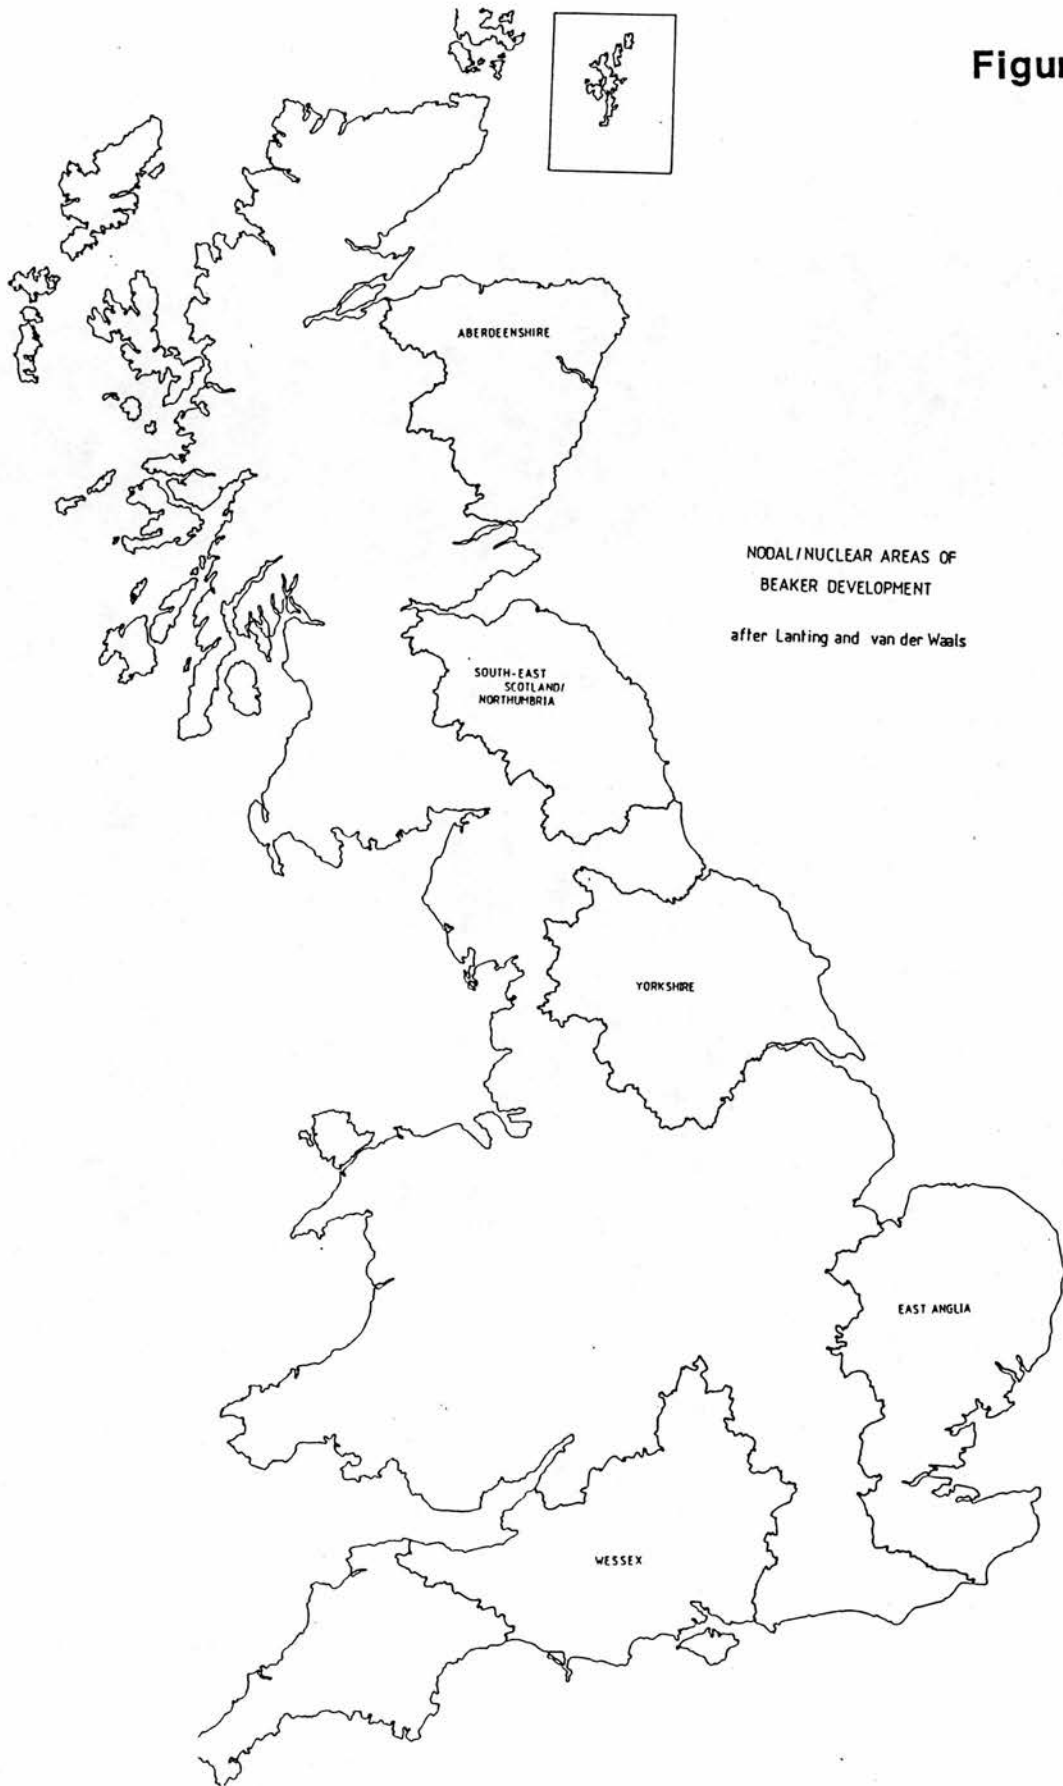 Figur
ABERDEENSHIRE
NODAL/NUCLEAR AREAS OF
BEAKER DEVELOPMENT
after Lanting and van der Waals
SOUTH-EAST
SCOTLAND/
NORTHUMBRIA
YORKSHIRE
EAST ANGLIA
WESSEX